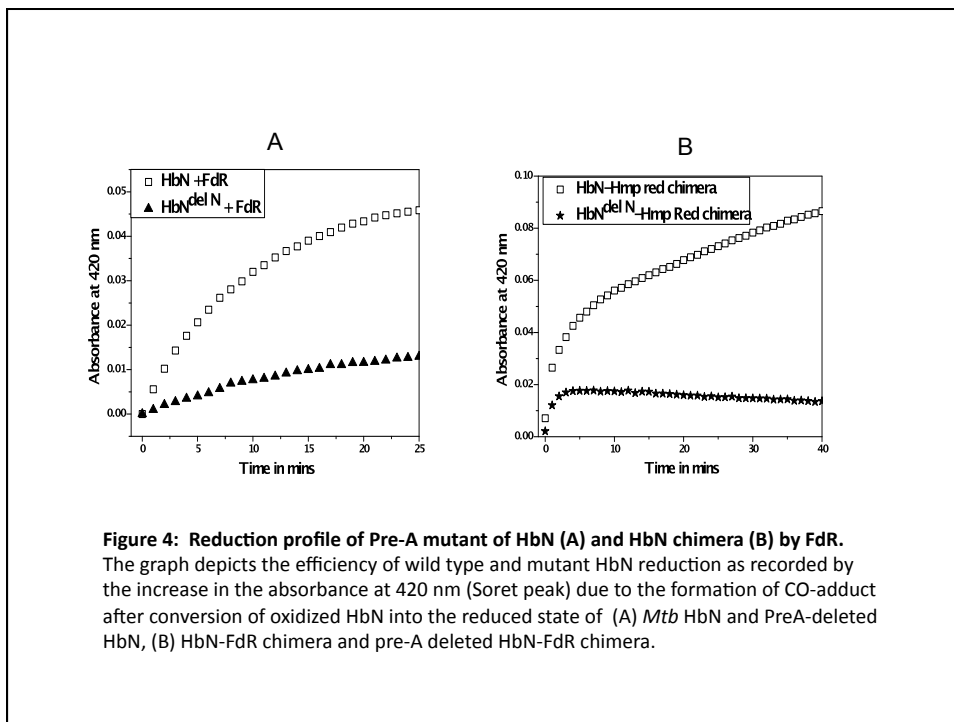 A
HbN +FdR
HbN del N + FdR
0.05
0.04
0.03
0.02
0.01
0.00
Absorbance at 420 nm
0
5
10
15
20
25
Time in mins
B
HbN-Hmp red chimera
HbN del N -Hmp Red chimera
0.10
0.08
0.06
0.04
0.02
0.00
Absorbance at 420 nm
0
10
20
30
40
Time in mins
Figure 4: Reduction profile of Pre-A mutant of HbN (A) and HbN chimera (B) by FdR.
The graph depicts the efficiency of wild type and mutant HbN reduction as recorded by
the increase in the absorbance at 420 nm (Soret peak) due to the formation of CO-adduct
after conversion of oxidized HbN into the reduced state of (A) Mtb HbN and PreA-deleted
HbN, (B) HbN-FdR chimera and pre-A deleted HbN-FdR chimera.